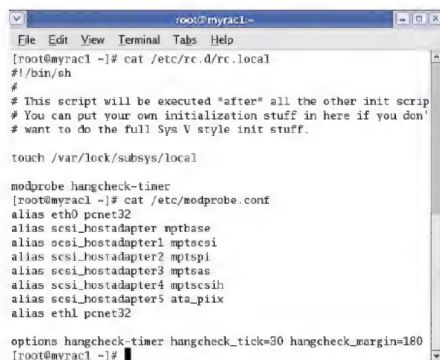 root@myrac1:~
File Edit View Terminal Tabs Help
[root@myrac1 ~]# cat /etc/rc.d/rc.local
#!/bin/sh
#
# This script will be executed *after* all the other init scrip
# You can put your own initialization stuff in here if you don'
# want to do the full Sys V style init stuff.
touch /var/lock/subsys/local
modprobe hangcheck-timer
[root@myrac1 ~]# cat /etc/modprobe.conf
alias eth0 pcnet32
alias scsi_hostadapter mptbase
alias scsi_hostadapter1 mptscsi
alias scsi_hostadapter2 mptspi
alias scsi_hostadapter3 mptsas
alias scsi_hostadapter4 mptscsih
alias scsi_hostadapter5 ata_piix
alias eth1 pcnet32
options hangcheck-timer hangcheck_tick=30 hangcheck_margin=180
[root@myrac1 ~]#